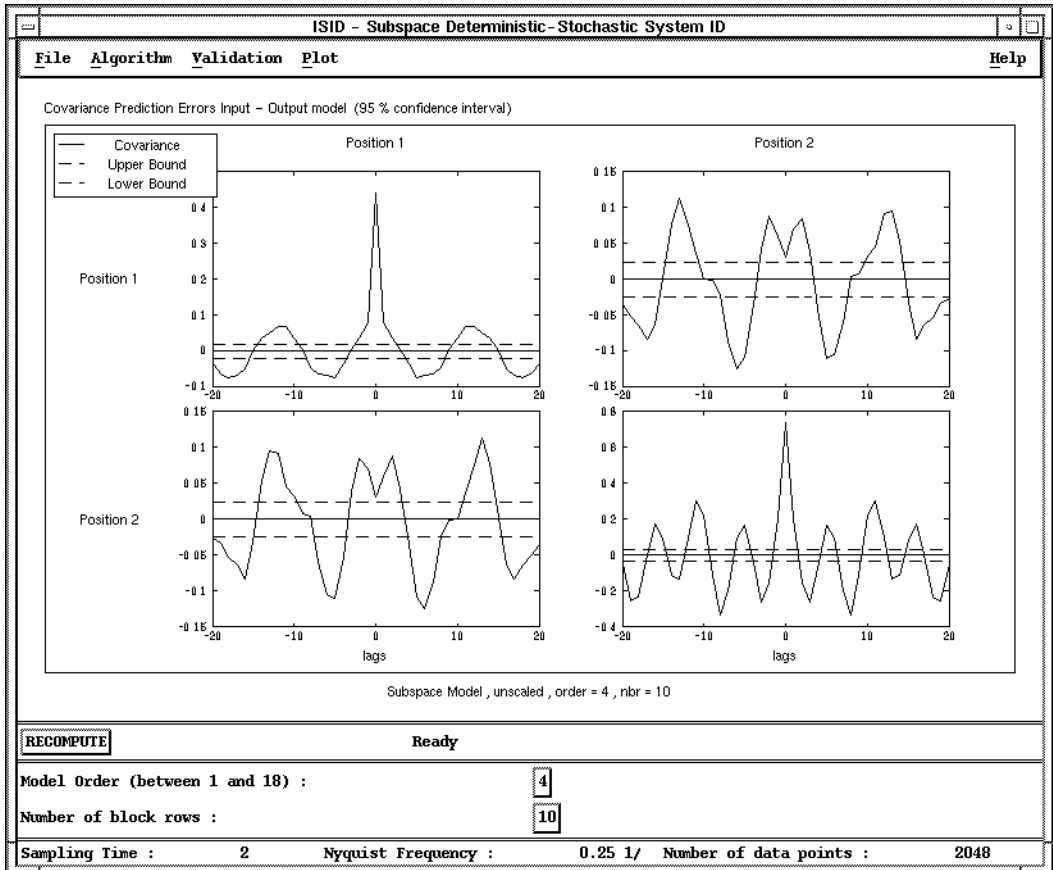 ISID - Subspace Deterministic-Stochastic System ID
File Algorithm Validation Plot Help
Covariance Prediction Errors Input - Output model (95 % confidence interval)
Covariance
Upper Bound
Lower Bound
Position 1
Position 2
Position 1
0 4
0 3
0 2
0 1
0
-0 1
-20 -10 0 10 20
0 15
0 1
0 05
0
-0 05
-0 1
-0 15
-20 -10 0 10 20
Position 2
0 15
0 1
0 05
0
-0 05
-0 1
-0 15
-20 -10 0 10 20
lags
0 8
0 6
0 4
0 2
0
-0 2
-0 4
-20 -10 0 10 20
lags
Subspace Model , unscaled , order = 4 , nbr = 10
RECOMPUTE Ready
Model Order (between 1 and 18) : 4
Number of block rows : 10
Sampling Time : 2 Nyquist Frequency : 0.25 1/ Number of data points : 2048